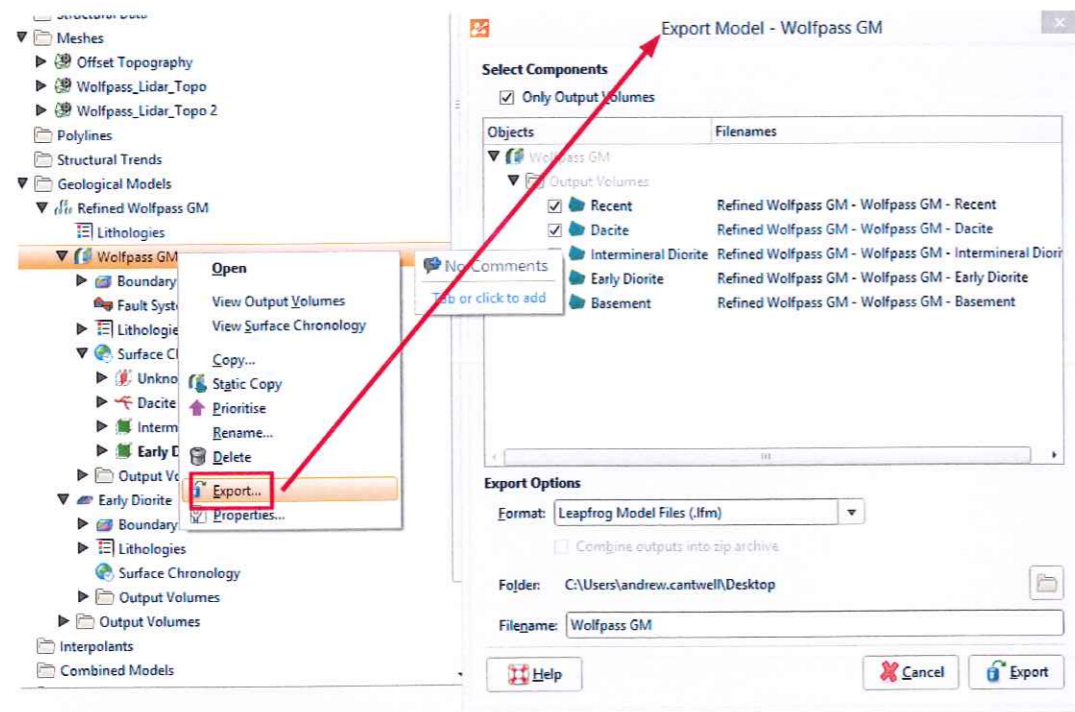 Structural Data
Meshes
Offset Topography
Wolfpass_Lidar_Topo
Wolfpass_Lidar_Topo 2
Polylines
Structural Trends
Geological Models
Refined Wolfpass GM
Lithologies
Wolfpass GM
Boundary
Fault Syst
Lithologie
Surface Cl
Unkno
Dacite
Interm
Early D
Output Vo
Early Diorite
Boundary
Lithologies
Surface Chronology
Output Volumes
Output Volumes
Interpolants
Combined Models
Open
View Output Volumes
View Surface Chronology
Copy...
Static Copy
Prioritise
Rename...
Delete
Export...
Properties...
No Comments
Tab or click to add
Export Model - Wolfpass GM
Select Components
Only Output Volumes
Objects Filenames
Wolfpass GM
Output Volumes
Recent Refined Wolfpass GM - Wolfpass GM - Recent
Dacite Refined Wolfpass GM - Wolfpass GM - Dacite
Intermineral Diorite Refined Wolfpass GM - Wolfpass GM - Intermineral Diorit
Early Diorite Refined Wolfpass GM - Wolfpass GM - Early Diorite
Basement Refined Wolfpass GM - Wolfpass GM - Basement
Export Options
Format: Leapfrog Model Files (.lfm)
Combine outputs into zip archive
Folder: C:\Users\andrew.cantwell\Desktop
Filename: Wolfpass GM
Help Cancel Export